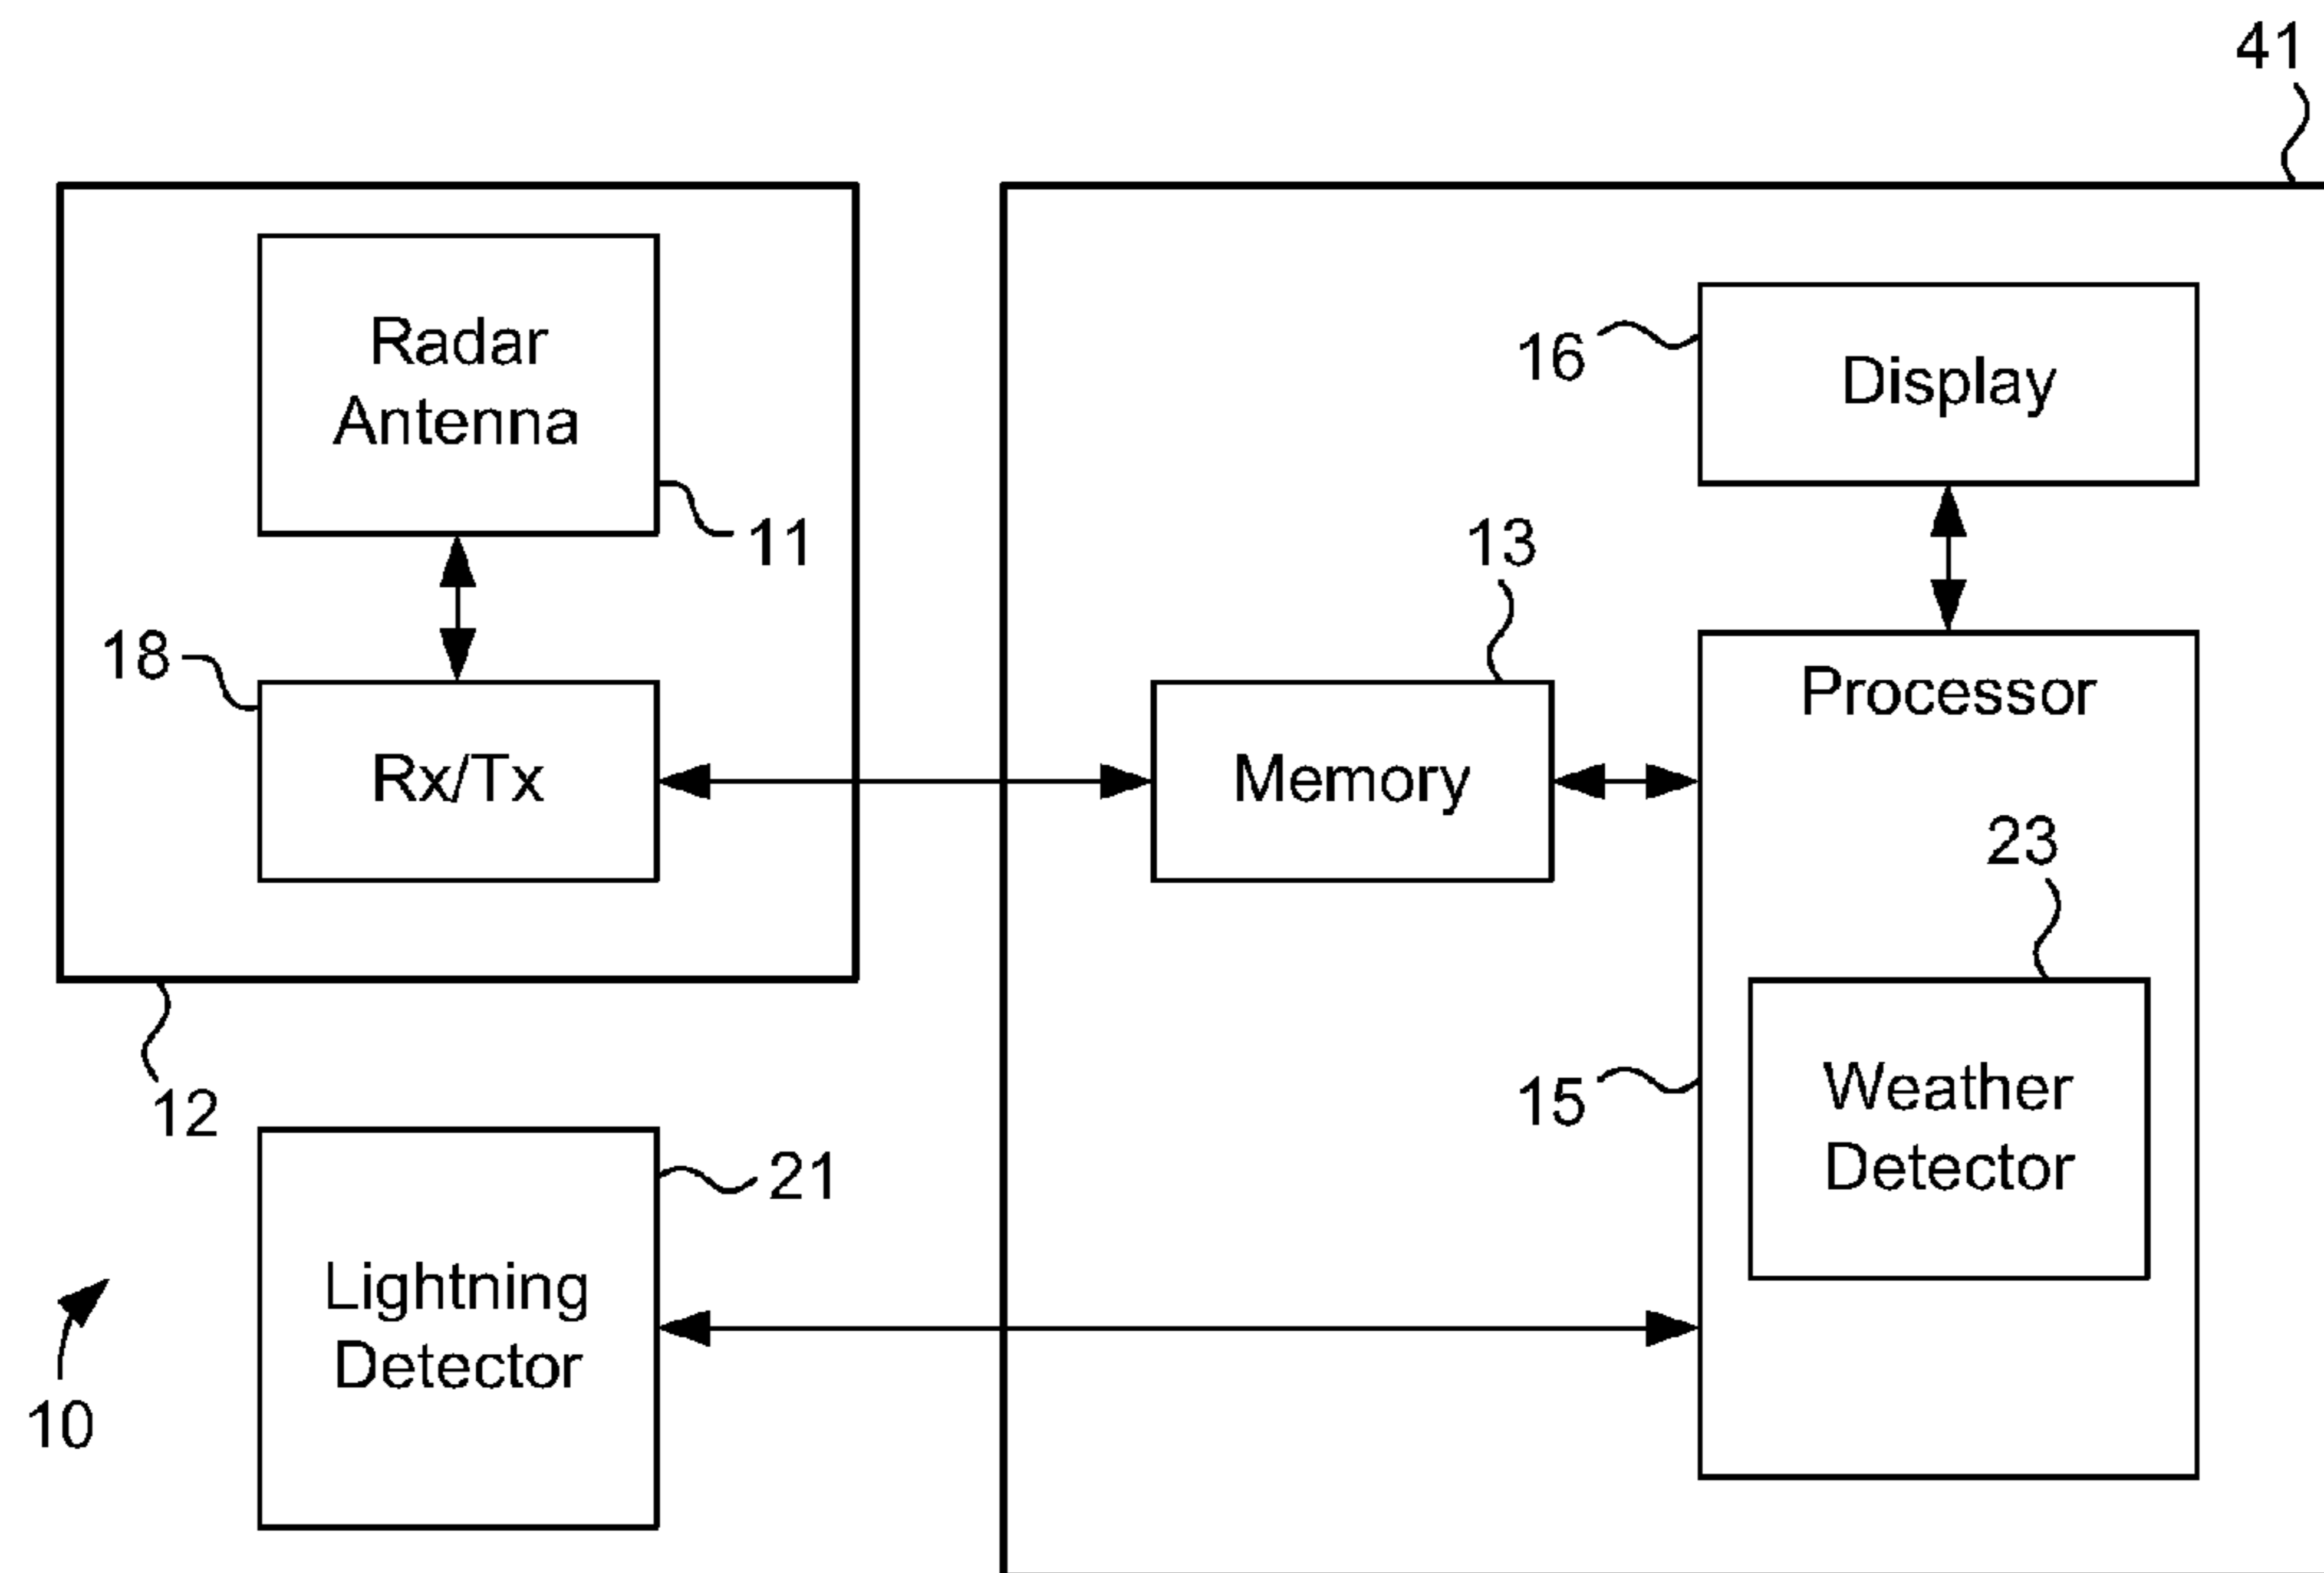 41
Radar
Antenna
11
18
Rx/Tx
12
16
Display
13
Memory
Processor
23
15
Weather
Detector
21
Lightning
Detector
10